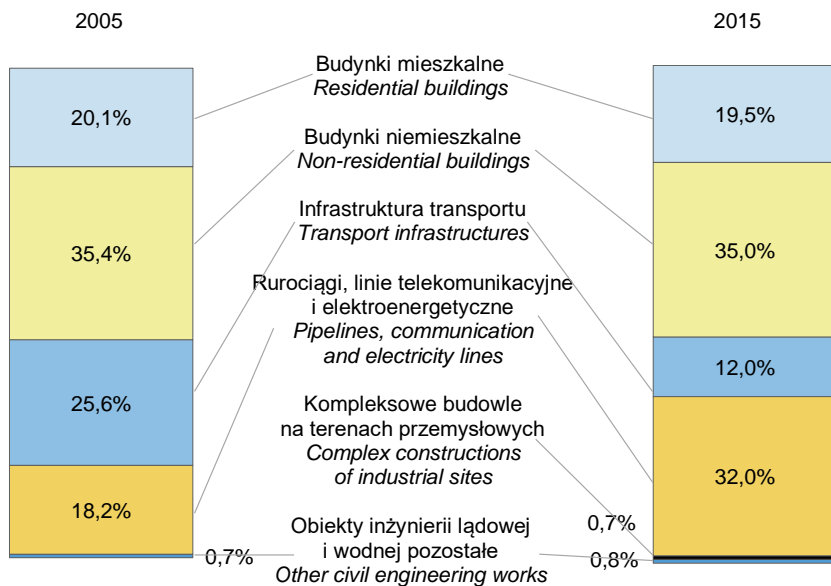 2005
2015
Budynki mieszkalne
Residential buildings
20,1%
19,5%
Budynki niemieszkalne
Non-residential buildings
Infrastruktura transportu
Transport infrastructures
35,4%
35,0%
Rurociągi, linie telekomunikacyjne
i elektroenergetyczne
Pipelines, communication
and electricity lines
25,6%
12,0%
Kompleksowe budowle
na terenach przemysłowych
Complex constructions
of industrial sites
18,2%
32,0%
0,7%
Obiekty inżynierii lądowej
i wodnej pozostałe
Other civil engineering works
0,7%
0,8%